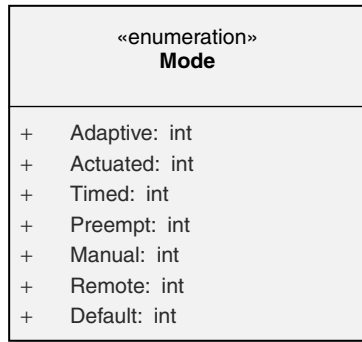 «enumeration»
Mode
+ Adaptive: int
+ Actuated: int
+ Timed: int
+ Preempt: int
+ Manual: int
+ Remote: int
+ Default: int